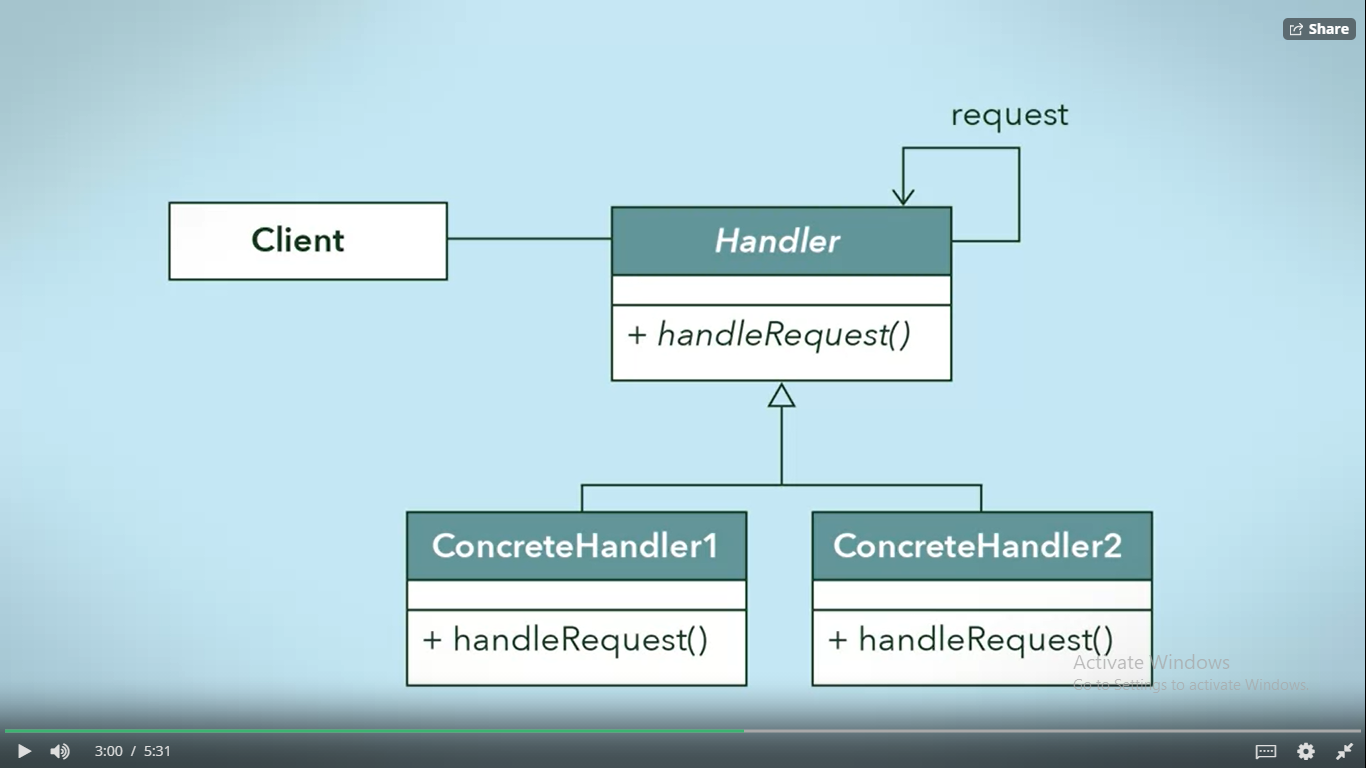 Share
request
Client
Handler
+ handleRequest()
ConcreteHandler1
ConcreteHandler2
+ handleRequest()
+ handleRequest()
Activate Windows
Go to Settings to activate Windows.
3:00 / 5:31